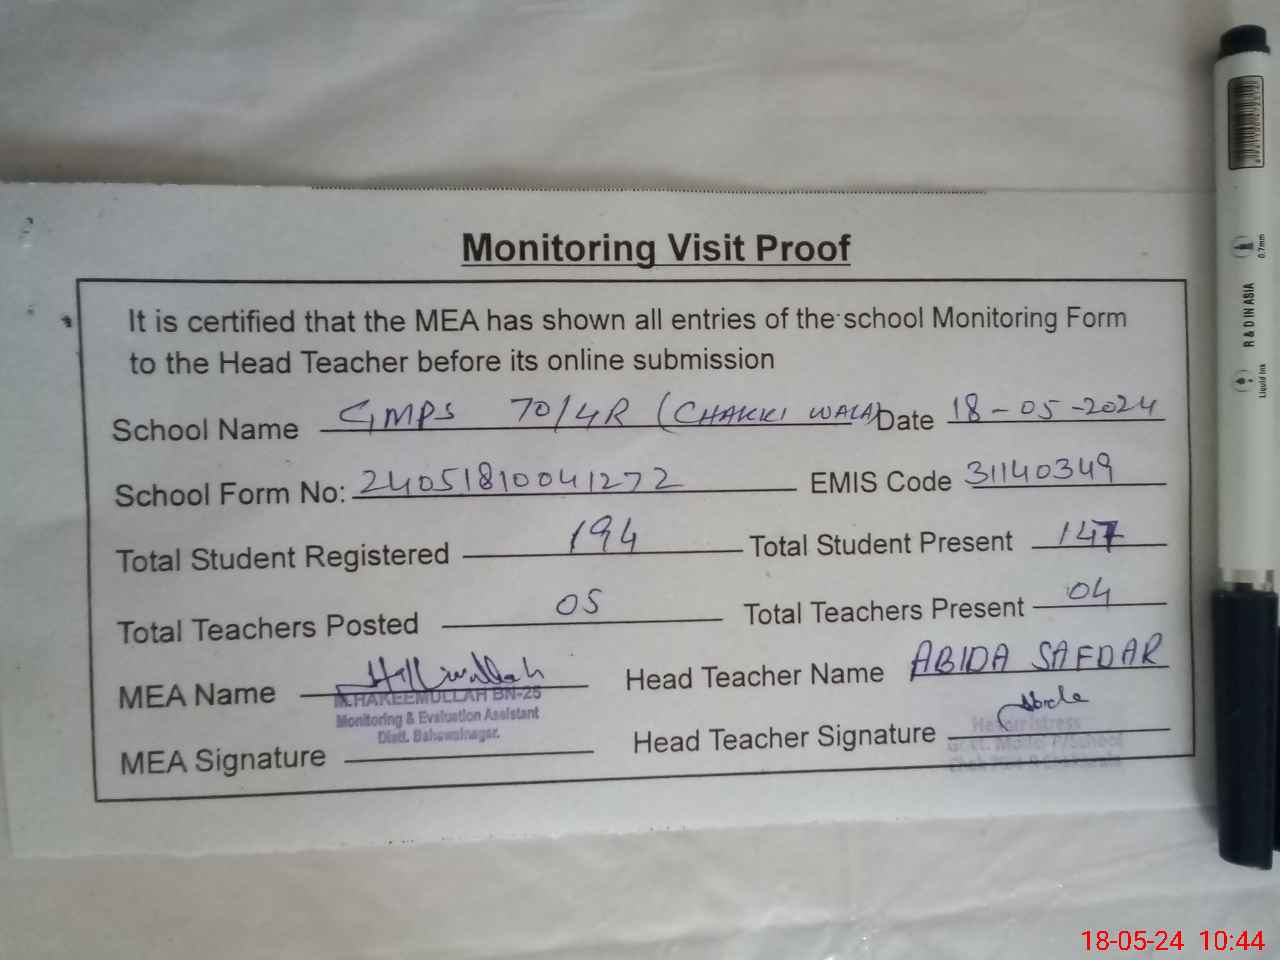 Monitoring Visit Proof
It is certified that the MEA has shown all entries of the school Monitoring Form
to the Head Teacher before its online submission
School Name GMPS 70/4R (CHAKKI WALA) Date 18-05-2024
School Form No: 24051810041272 EMIS Code 31140349
Total Student Registered 194 Total Student Present 147
Total Teachers Posted 05 Total Teachers Present 04
MEA Name Head Teacher Name ABIDA SAFDAR
M.HAKEEMULLAH BN-25
Monitoring & Evaluation Assistant
Distt. Bahawalnagar.
MEA Signature Head Teacher Signature
R & D IN ASIA
Liquid Ink
0.7mm
18-05-24 10:44